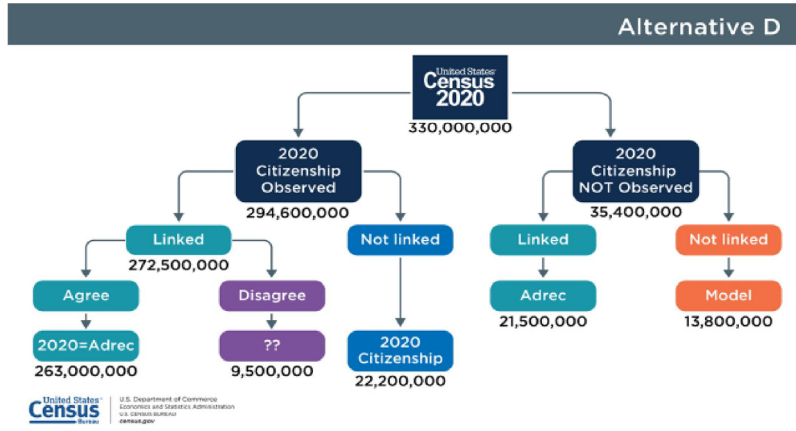 Alternative D
United States®
Census
2020
330,000,000
2020
Citizenship
Observed
294,600,000
2020
Citizenship
NOT Observed
35,400,000
Linked
272,500,000
Not linked
Linked
Not linked
Agree
Disagree
Adrec
21,500,000
Model
13,800,000
2020=Adrec
263,000,000
??
9,500,000
2020
Citizenship
22,200,000
United States®
Census
Bureau
U.S. Department of Commerce
Economics and Statistics Administration
U.S. CENSUS BUREAU
census.gov